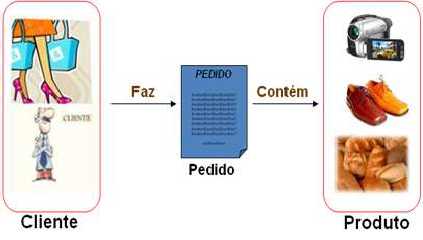 CLIENTE
Faz
PEDIDO
Contém
Pedido
Cliente
Produto